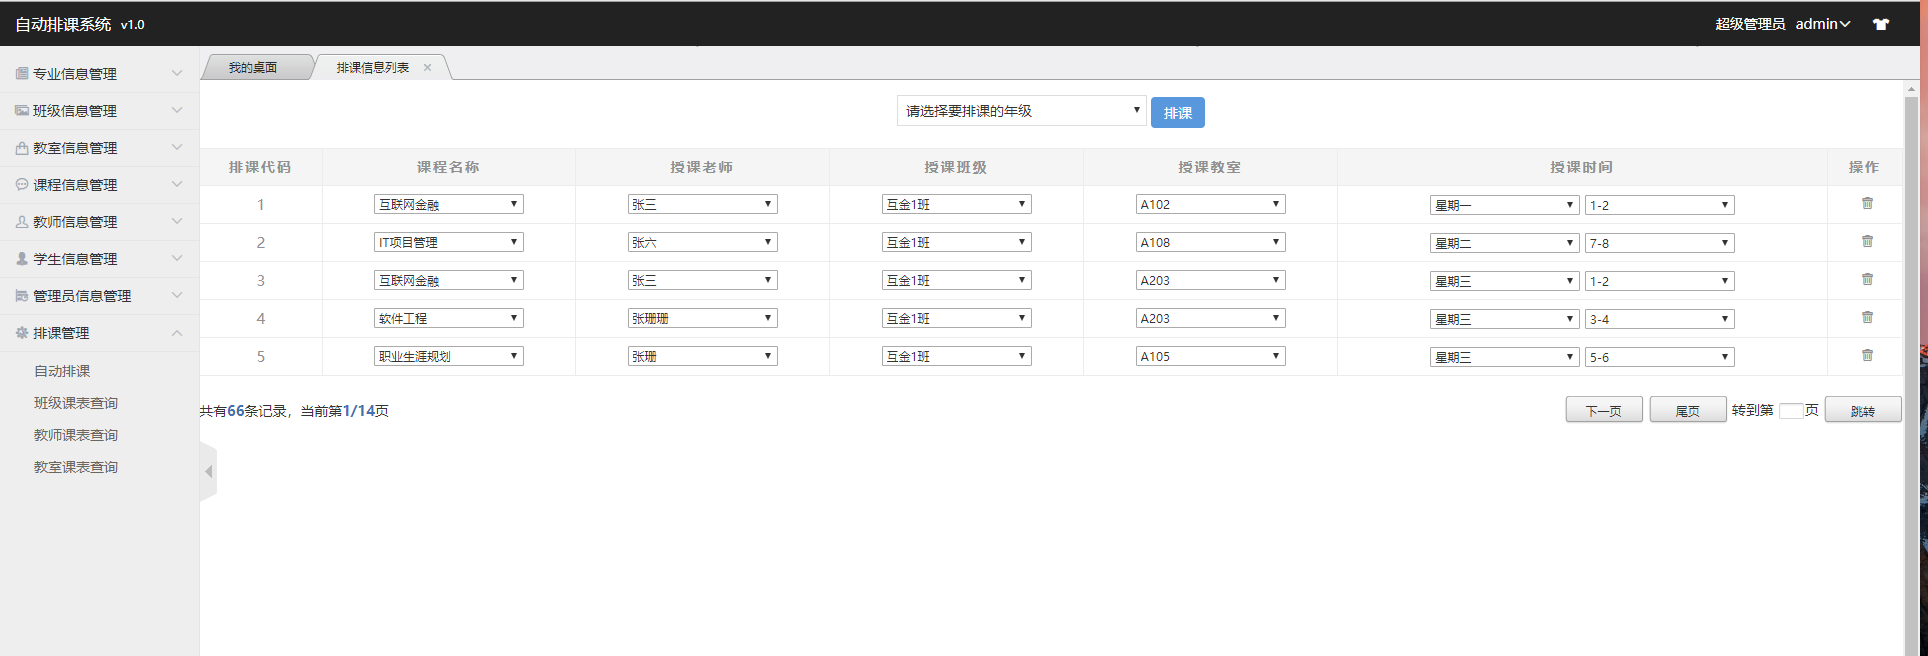 自动排课系统 v1.0
超级管理员 admin
专业信息管理
班级信息管理
教室信息管理
课程信息管理
教师信息管理
学生信息管理
管理员信息管理
排课管理
自动排课
班级课表查询
教师课表查询
教室课表查询
我的桌面 排课信息列表
请选择要排课的年级 排课
排课代码 课程名称 授课老师 授课班级 授课教室 授课时间 操作
1 互联网金融 张三 互金1班 A102 星期一 1-2
2 IT项目管理 张六 互金1班 A108 星期二 7-8
3 互联网金融 张三 互金1班 A203 星期三 1-2
4 软件工程 张珊珊 互金1班 A203 星期三 3-4
5 职业生涯规划 张珊 互金1班 A105 星期三 5-6
共有66条记录，当前第1/14页 下一页 尾页 转到第 页 跳转